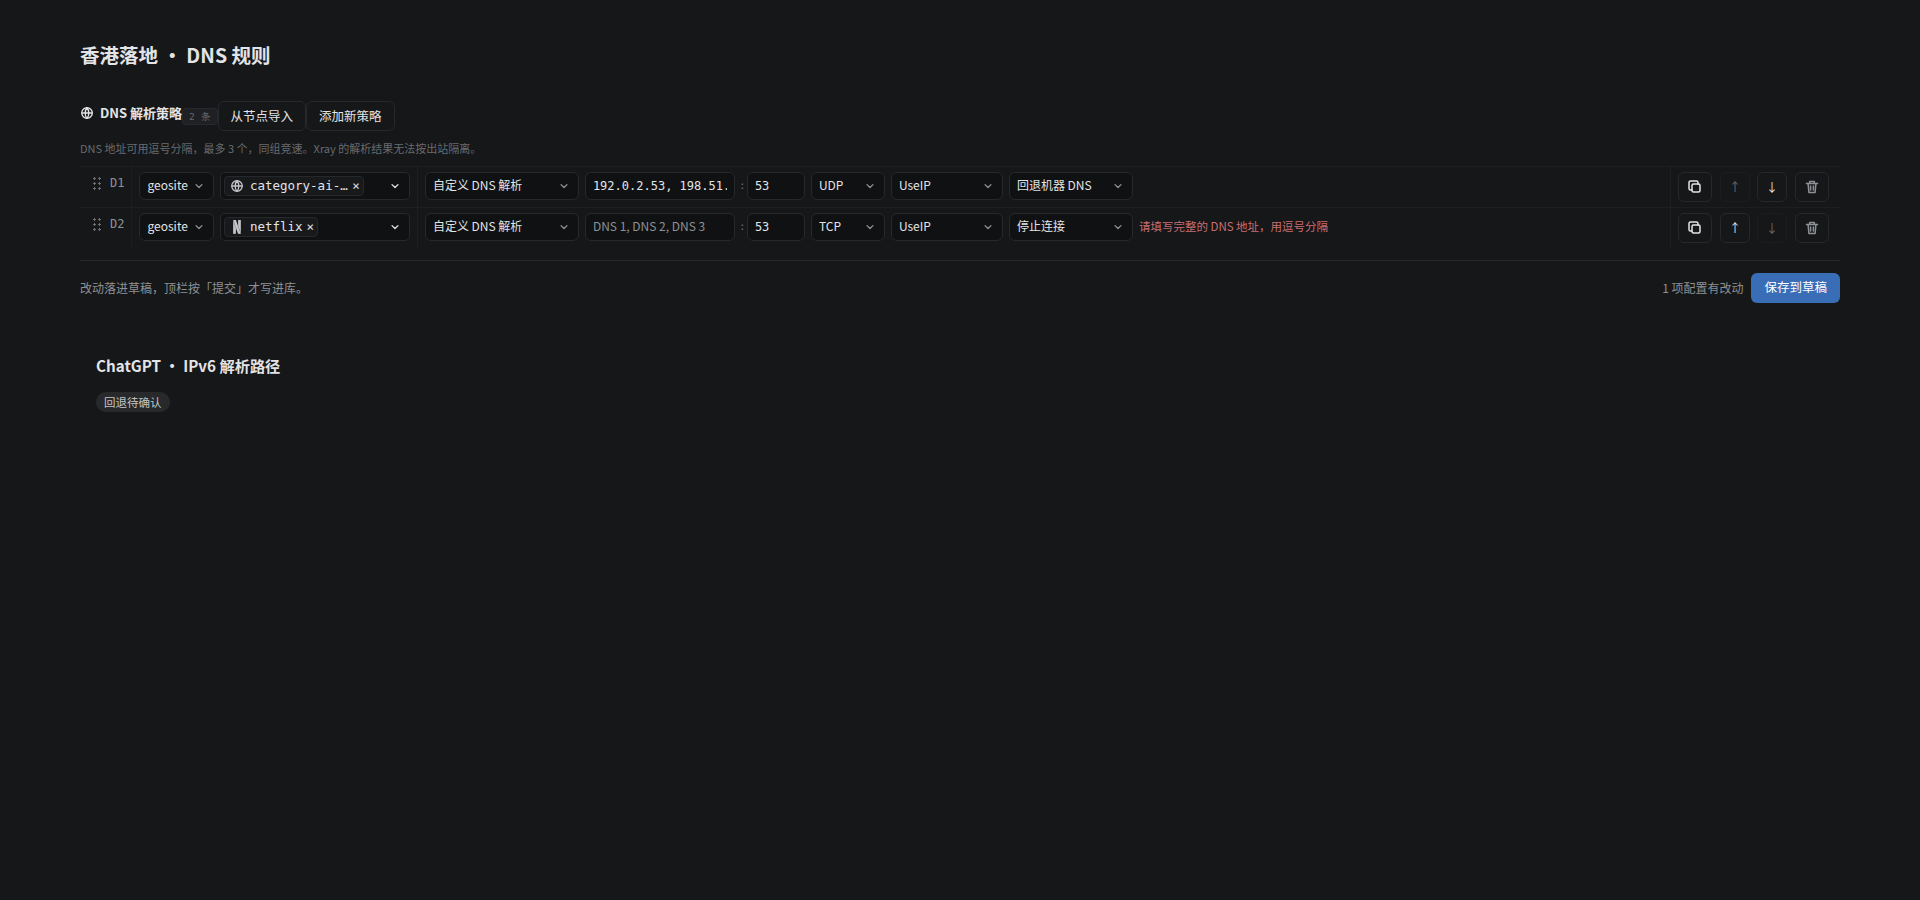 香港落地 · DNS 规则
DNS 解析策略 2 条 从节点导入 添加新策略
DNS 地址可用逗号分隔，最多 3 个，同组竞速。Xray 的解析结果无法按出站隔离。
D1 geosite category-ai-… × 自定义 DNS 解析 192.0.2.53, 198.51. : 53 UDP UseIP 回退机器 DNS ↑ ↓
D2 geosite netflix × 自定义 DNS 解析 DNS 1, DNS 2, DNS 3 : 53 TCP UseIP 停止连接 请填写完整的 DNS 地址，用逗号分隔 ↑ ↓
改动落进草稿，顶栏按「提交」才写进库。 1 项配置有改动 保存到草稿
ChatGPT · IPv6 解析路径
回退待确认